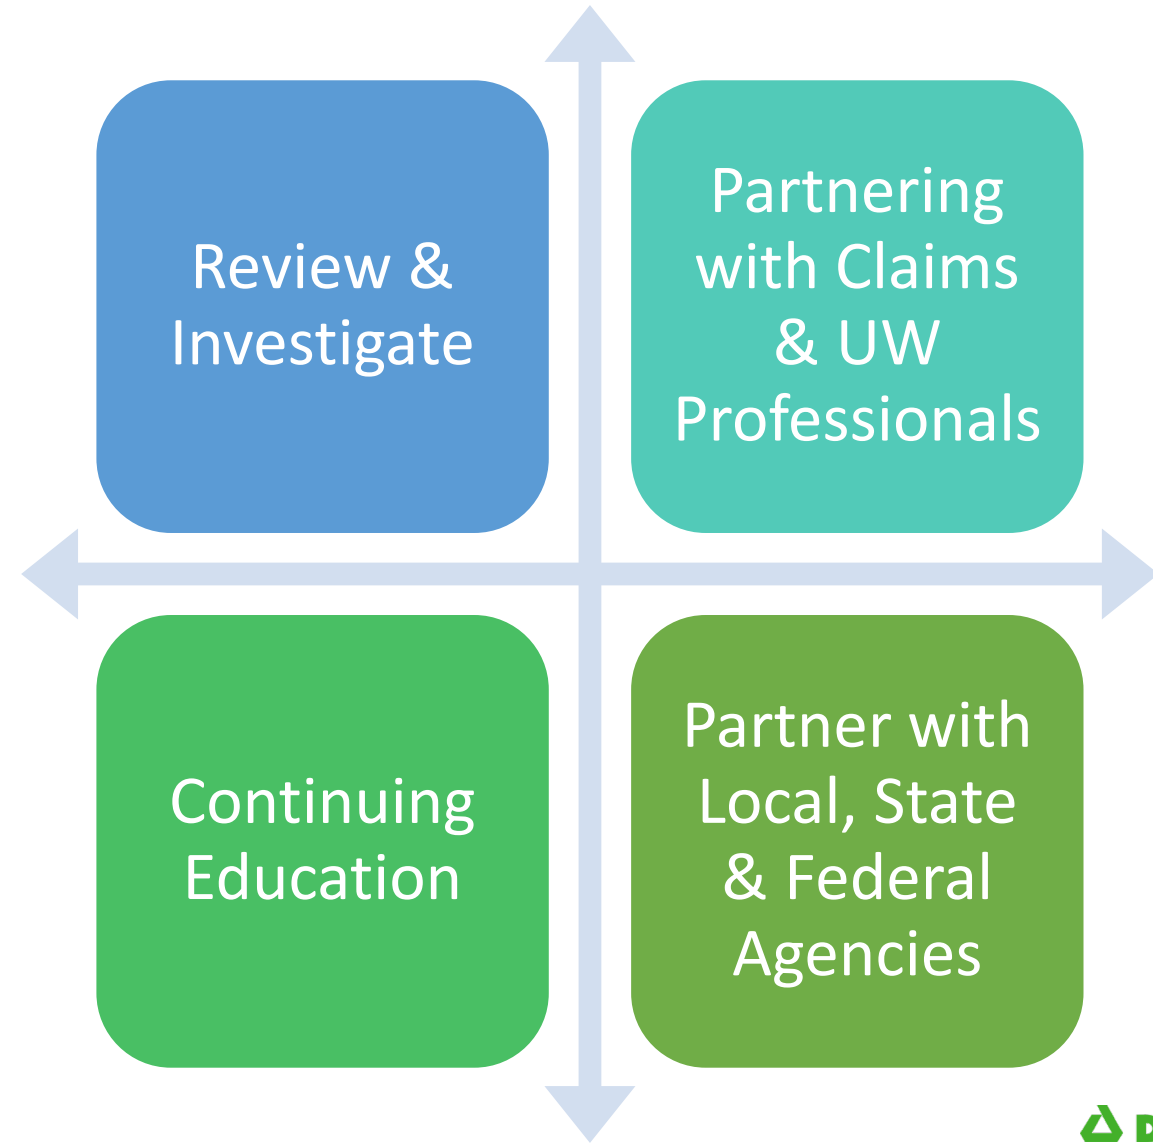 Review &
Investigate
Partnering
with Claims
& UW
Professionals
Continuing
Education
Partner with
Local, State
& Federal
Agencies